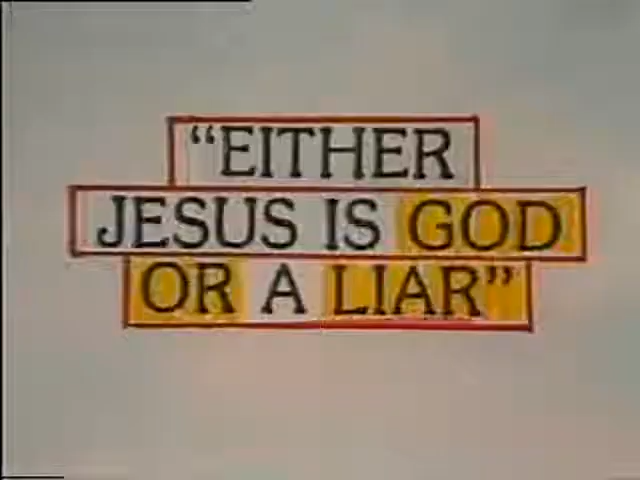 “EITHER
JESUS IS GOD
OR A LIAR”